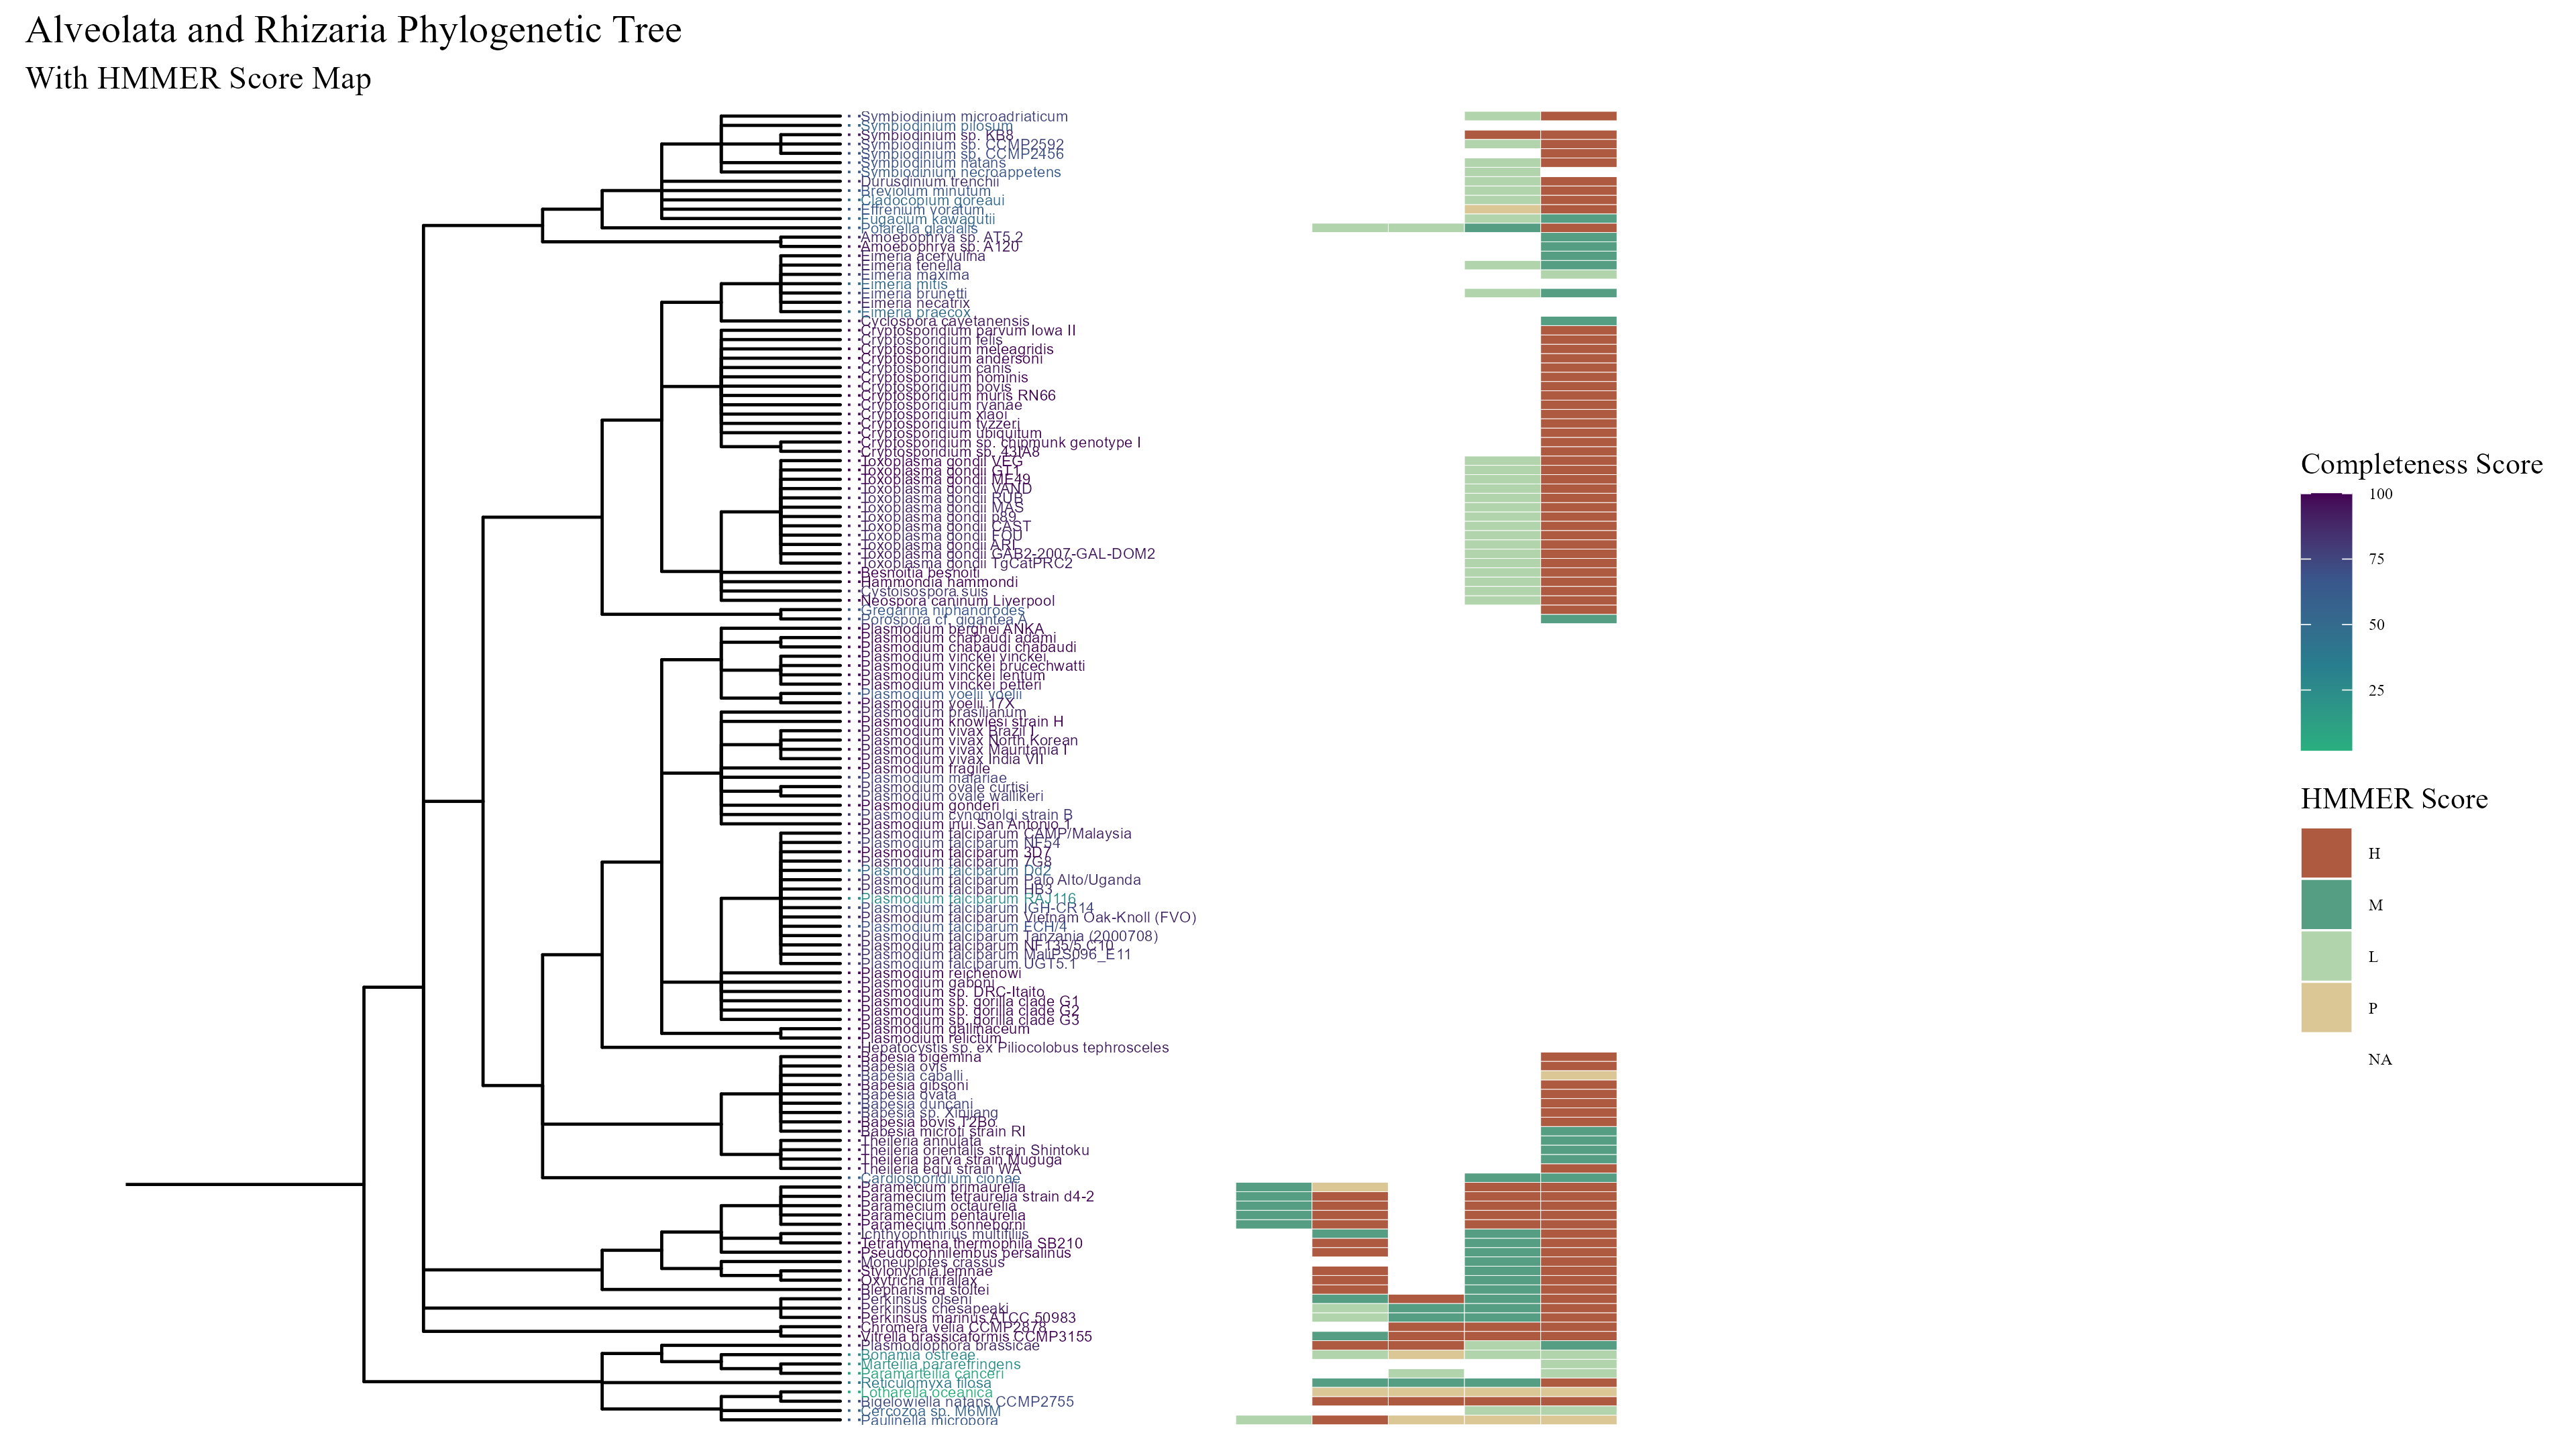 Alveolata and Rhizaria Phylogenetic Tree
With HMMER Score Map
Symbiodinium microadriaticum
Symbiodinium pilosum
Symbiodinium sp. KB8
Symbiodinium sp. CCMP2592
Symbiodinium sp. CCMP2456
Symbiodinium natans
Symbiodinium necroappetens
Durusdinium trenchii
Breviolum minutum
Cladocopium goreaui
Effrenium voratum
Fugacium kawagutii
Polarella glacialis
Amoebophrya sp. AT5.2
Amoebophrya sp. A120
Eimeria acervulina
Eimeria tenella
Eimeria maxima
Eimeria mitis
Eimeria brunetti
Eimeria necatrix
Eimeria praecox
Cyclospora cayetanensis
Cryptosporidium parvum Iowa II
Cryptosporidium felis
Cryptosporidium meleagridis
Cryptosporidium andersoni
Cryptosporidium canis
Cryptosporidium hominis
Cryptosporidium bovis
Cryptosporidium muris RN66
Cryptosporidium ryanae
Cryptosporidium xiaoi
Cryptosporidium tyzzeri
Cryptosporidium ubiquitum
Cryptosporidium sp. chipmunk genotype I
Cryptosporidium sp. 43IA8
Toxoplasma gondii VEG
Toxoplasma gondii GT1
Toxoplasma gondii ME49
Toxoplasma gondii VAND
Toxoplasma gondii RUB
Toxoplasma gondii MAS
Toxoplasma gondii p89
Toxoplasma gondii CAST
Toxoplasma gondii FOU
Toxoplasma gondii ARI
Toxoplasma gondii GAB2-2007-GAL-DOM2
Toxoplasma gondii TgCatPRC2
Besnoitia besnoiti
Hammondia hammondi
Cystoisospora suis
Neospora caninum Liverpool
Gregarina niphandrodes
Porospora cf. gigantea A
Plasmodium berghei ANKA
Plasmodium chabaudi adami
Plasmodium chabaudi chabaudi
Plasmodium vinckei vinckei
Plasmodium vinckei brucechwatti
Plasmodium vinckei lentum
Plasmodium vinckei petteri
Plasmodium yoelii yoelii
Plasmodium yoelii 17X
Plasmodium brasilianum
Plasmodium knowlesi strain H
Plasmodium vivax Brazil I
Plasmodium vivax North Korean
Plasmodium vivax Mauritania I
Plasmodium vivax India VII
Plasmodium fragile
Plasmodium malariae
Plasmodium ovale curtisi
Plasmodium ovale wallikeri
Plasmodium gonderi
Plasmodium cynomolgi strain B
Plasmodium inui San Antonio 1
Plasmodium falciparum CAMP/Malaysia
Plasmodium falciparum NF54
Plasmodium falciparum 3D7
Plasmodium falciparum 7G8
Plasmodium falciparum Dd2
Plasmodium falciparum Palo Alto/Uganda
Plasmodium falciparum HB3
Plasmodium falciparum RAJ116
Plasmodium falciparum IGH-CR14
Plasmodium falciparum Vietnam Oak-Knoll (FVO)
Plasmodium falciparum FCH/4
Plasmodium falciparum Tanzania (2000708)
Plasmodium falciparum NF135/5.C10
Plasmodium falciparum MaliPS096_E11
Plasmodium falciparum UGT5.1
Plasmodium reichenowi
Plasmodium gaboni
Plasmodium sp. DRC-Itaito
Plasmodium sp. gorilla clade G1
Plasmodium sp. gorilla clade G2
Plasmodium sp. gorilla clade G3
Plasmodium gallinaceum
Plasmodium relictum
Hepatocystis sp. ex Piliocolobus tephrosceles
Babesia bigemina
Babesia ovis
Babesia caballi
Babesia gibsoni
Babesia ovata
Babesia duncani
Babesia sp. Xinjiang
Babesia bovis T2Bo
Babesia microti strain RI
Theileria annulata
Theileria orientalis strain Shintoku
Theileria parva strain Muguga
Theileria equi strain WA
Cardiosporidium cionae
Paramecium primaurelia
Paramecium tetraurelia strain d4-2
Paramecium octaurelia
Paramecium pentaurelia
Paramecium sonneborni
Ichthyophthirius multifiliis
Tetrahymena thermophila SB210
Pseudocohnilembus persalinus
Moneuplotes crassus
Stylonychia lemnae
Oxytricha trifallax
Blepharisma stoltei
Perkinsus olseni
Perkinsus chesapeaki
Perkinsus marinus ATCC 50983
Chromera velia CCMP2878
Vitrella brassicaformis CCMP3155
Plasmodiophora brassicae
Bonamia ostreae
Marteilia pararefringens
Paramarteilia canceri
Reticulomyxa filosa
Lotharella oceanica
Bigelowiella natans CCMP2755
Cercozoa sp. M6MM
Paulinella micropora
Completeness Score
100
75
50
25
HMMER Score
H
M
L
P
NA